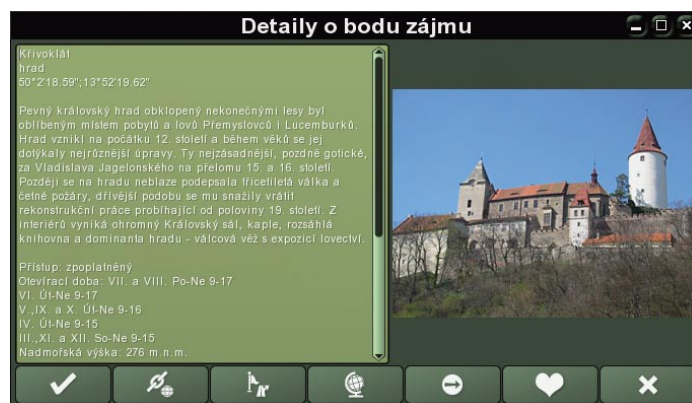 Detaily o bodu zájmu
Křivoklát
hrad
50°2'18.59";13°52'19.62"
Pevný královský hrad obklopený nekonečnými lesy byl
oblíbeným místem pobytů a lovů Přemyslovců i Lucemburků.
Hrad vznikl na počátku 12. století a během věků se jej
dotýkaly nejrůznější úpravy. Ty nejzásadnější, pozdně gotické,
za Vladislava Jagelonského na přelomu 15. a 16. století.
Později se na hradu neblaze podepsala třicetiletá válka a
četné požáry, dřívější podobu se mu snažily vrátit
rekonstrukční práce probíhající od poloviny 19. století. Z
interiérů vyniká ohromný Královský sál, kaple, rozsáhlá
knihovna a dominanta hradu - válcová věž s expozicí lovectví.
Přístup: zpoplatněný
Otevírací doba: VII. a VIII. Po-Ne 9-17
VI. Út-Ne 9-17
V.,IX. a X. Út-Ne 9-16
IV. Út-Ne 9-15
III.,XI. a XII. So-Ne 9-15
Nadmořská výška: 276 m.n.m.